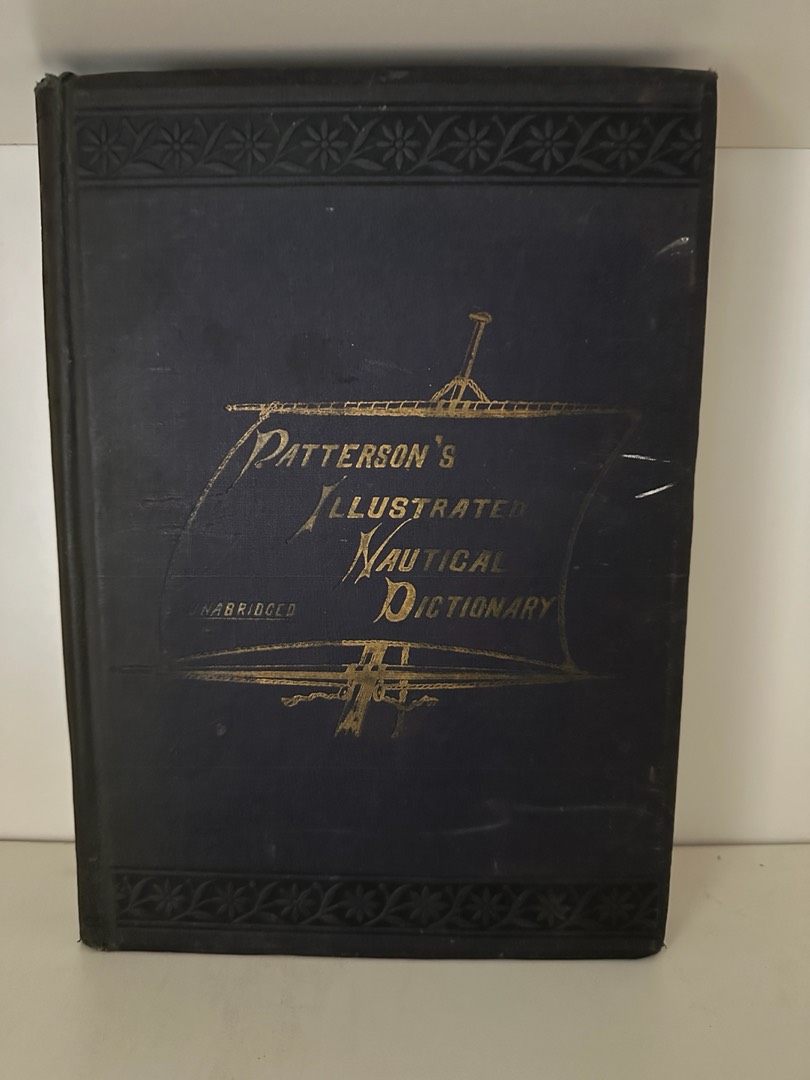 PATTERSON'S
ILLUSTRATED
NAUTICAL
DICTIONARY
UNABRIDGED